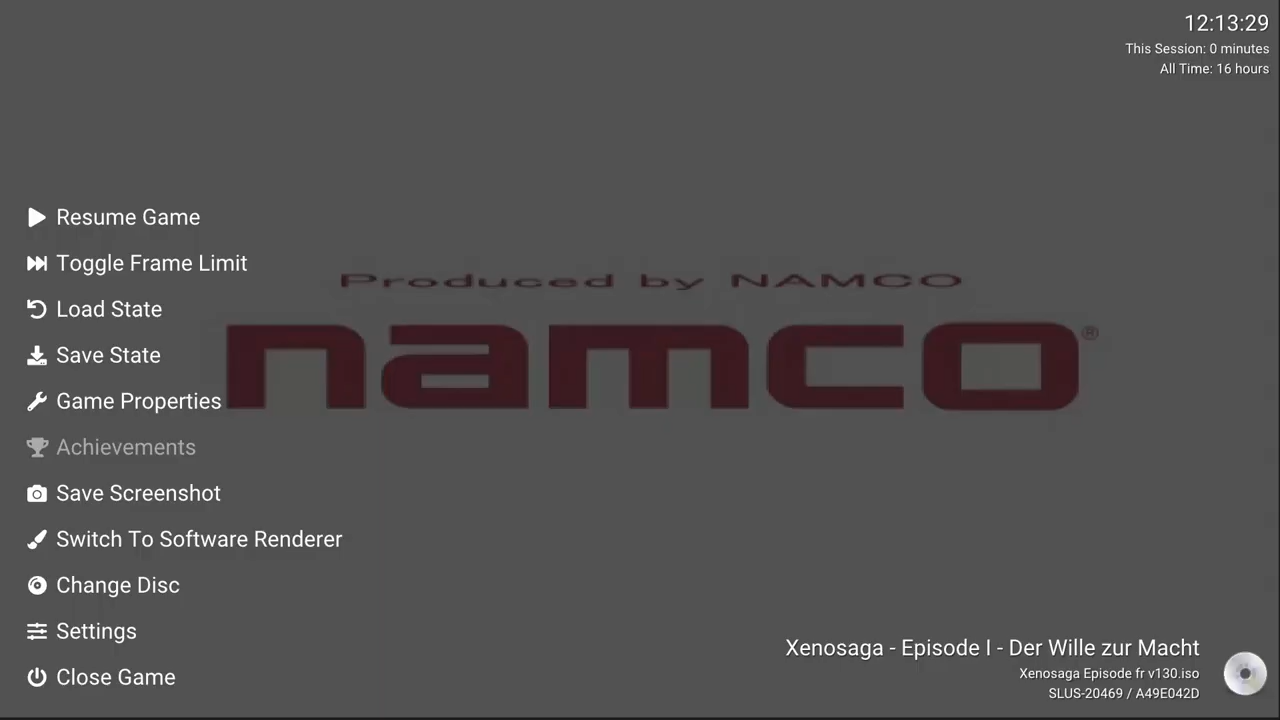 12:13:29
This Session: 0 minutes
All Time: 16 hours
Resume Game
Toggle Frame Limit
Produced by NAMCO
Load State
namco®
Save State
Game Properties
Achievements
Save Screenshot
Switch To Software Renderer
Change Disc
Settings
Close Game
Xenosaga - Episode I - Der Wille zur Macht
Xenosaga Episode fr v130.iso
SLUS-20469 / A49E042D